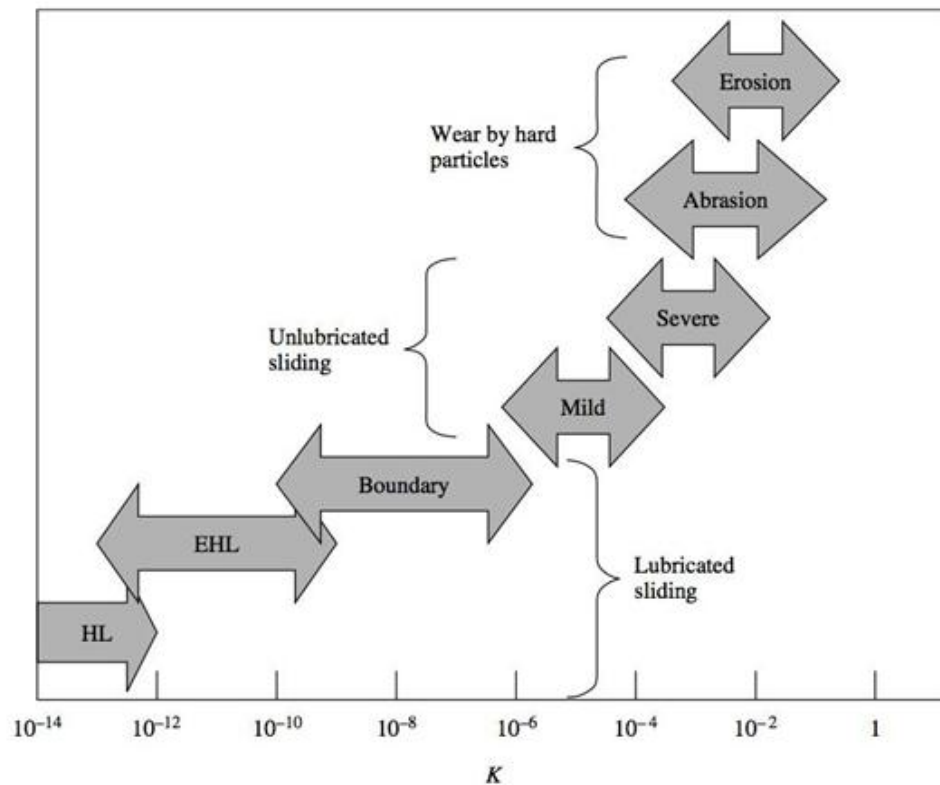 Erosion
Wear by hard
particles
Abrasion
Severe
Unlubricated
sliding
Mild
Boundary
EHL
Lubricated
sliding
HL
10⁻¹⁴ 10⁻¹² 10⁻¹⁰ 10⁻⁸ 10⁻⁶ 10⁻⁴ 10⁻² 1
K